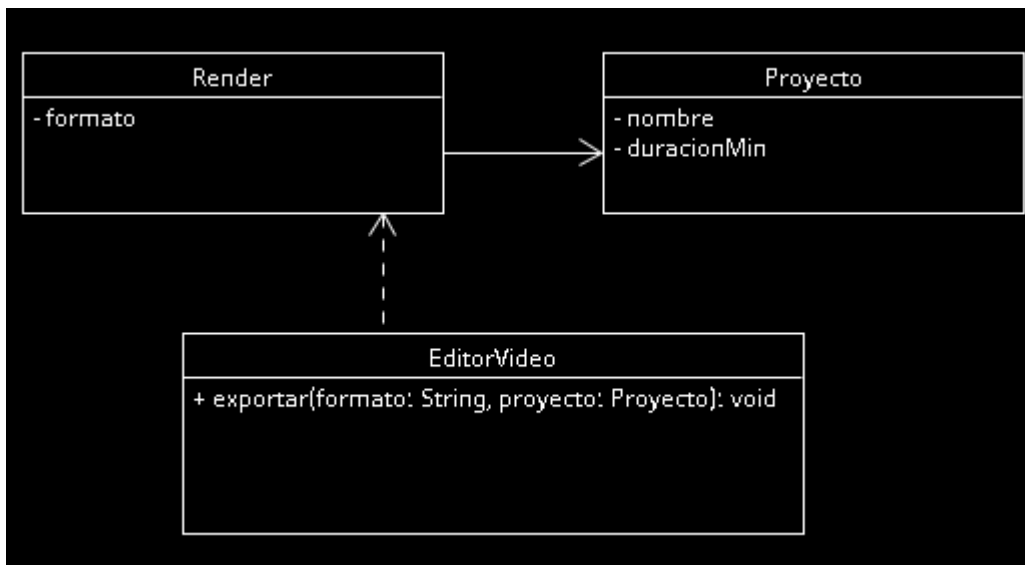 Render
- formato
Proyecto
- nombre
- duracionMin
EditorVideo
+ exportar(formato: String, proyecto: Proyecto): void